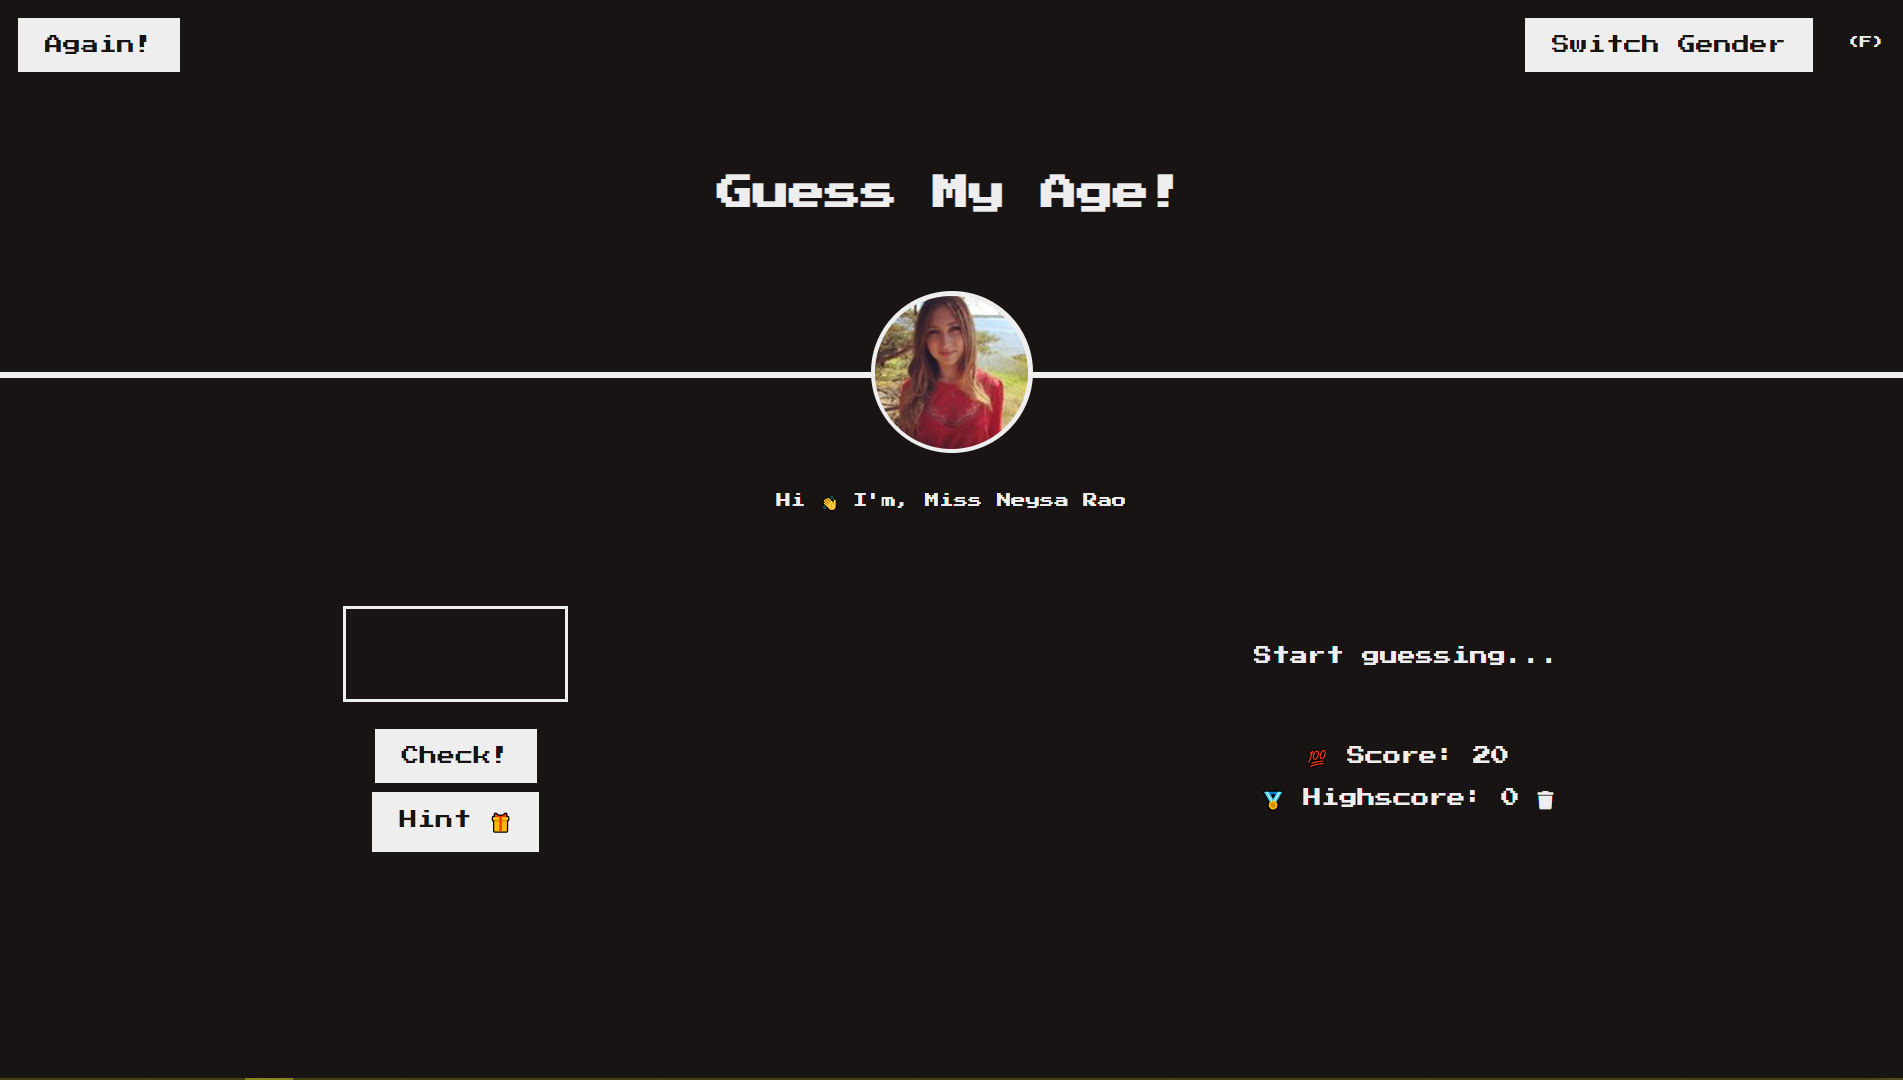 Again!
Switch Gender (F)
Guess My Age!
Hi 👋 I'm, Miss Neysa Rao
Start guessing...
Check!
💯 Score: 20
Hint 🎁
🏅 Highscore: 0 🗑